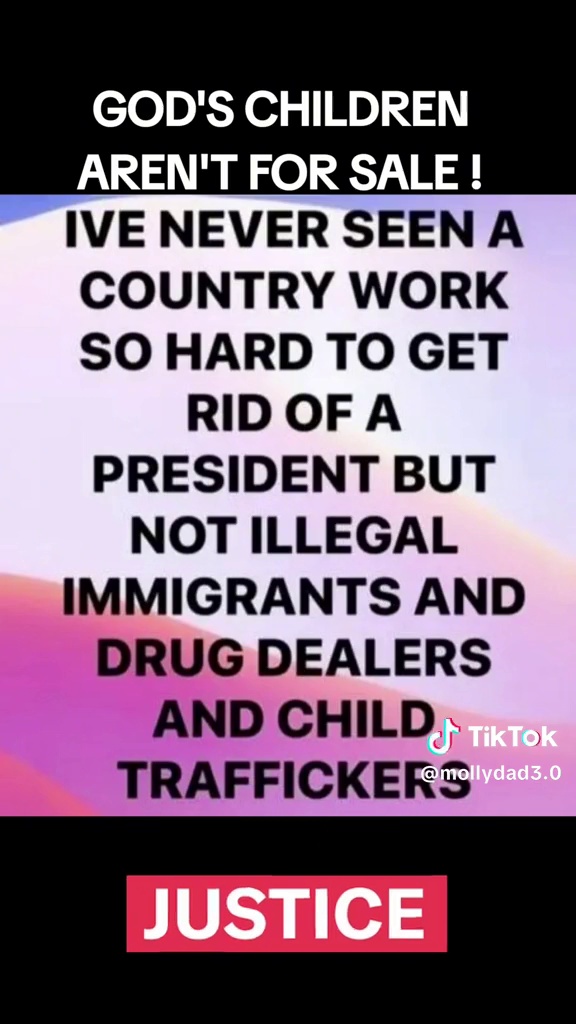 GOD'S CHILDREN
AREN'T FOR SALE !
IVE NEVER SEEN A
COUNTRY WORK
SO HARD TO GET
RID OF A
PRESIDENT BUT
NOT ILLEGAL
IMMIGRANTS AND
DRUG DEALERS
AND CHILD
TikTok
TRAFFICKERS
@mollydad3.0
JUSTICE